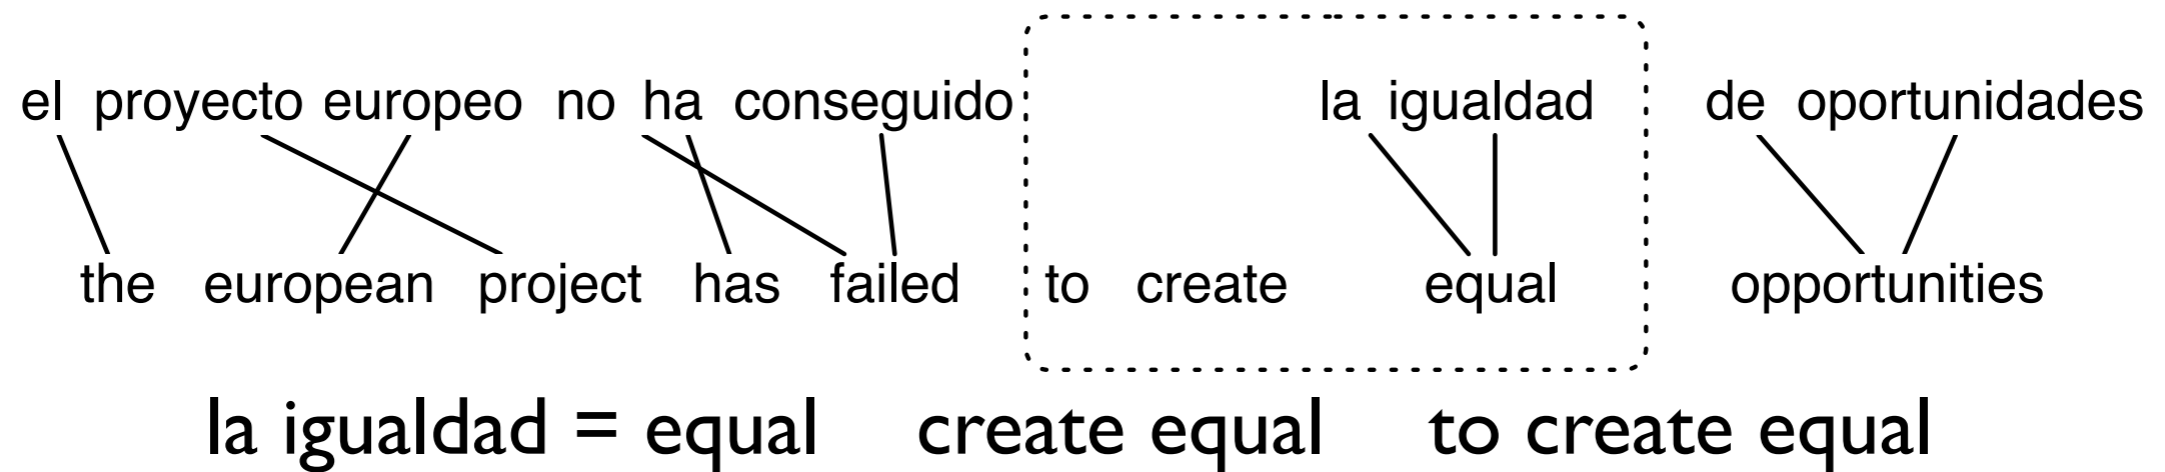 el proyecto europeo no ha conseguido la igualdad de oportunidades
the european project has failed to create equal opportunities
la igualdad = equal create equal to create equal